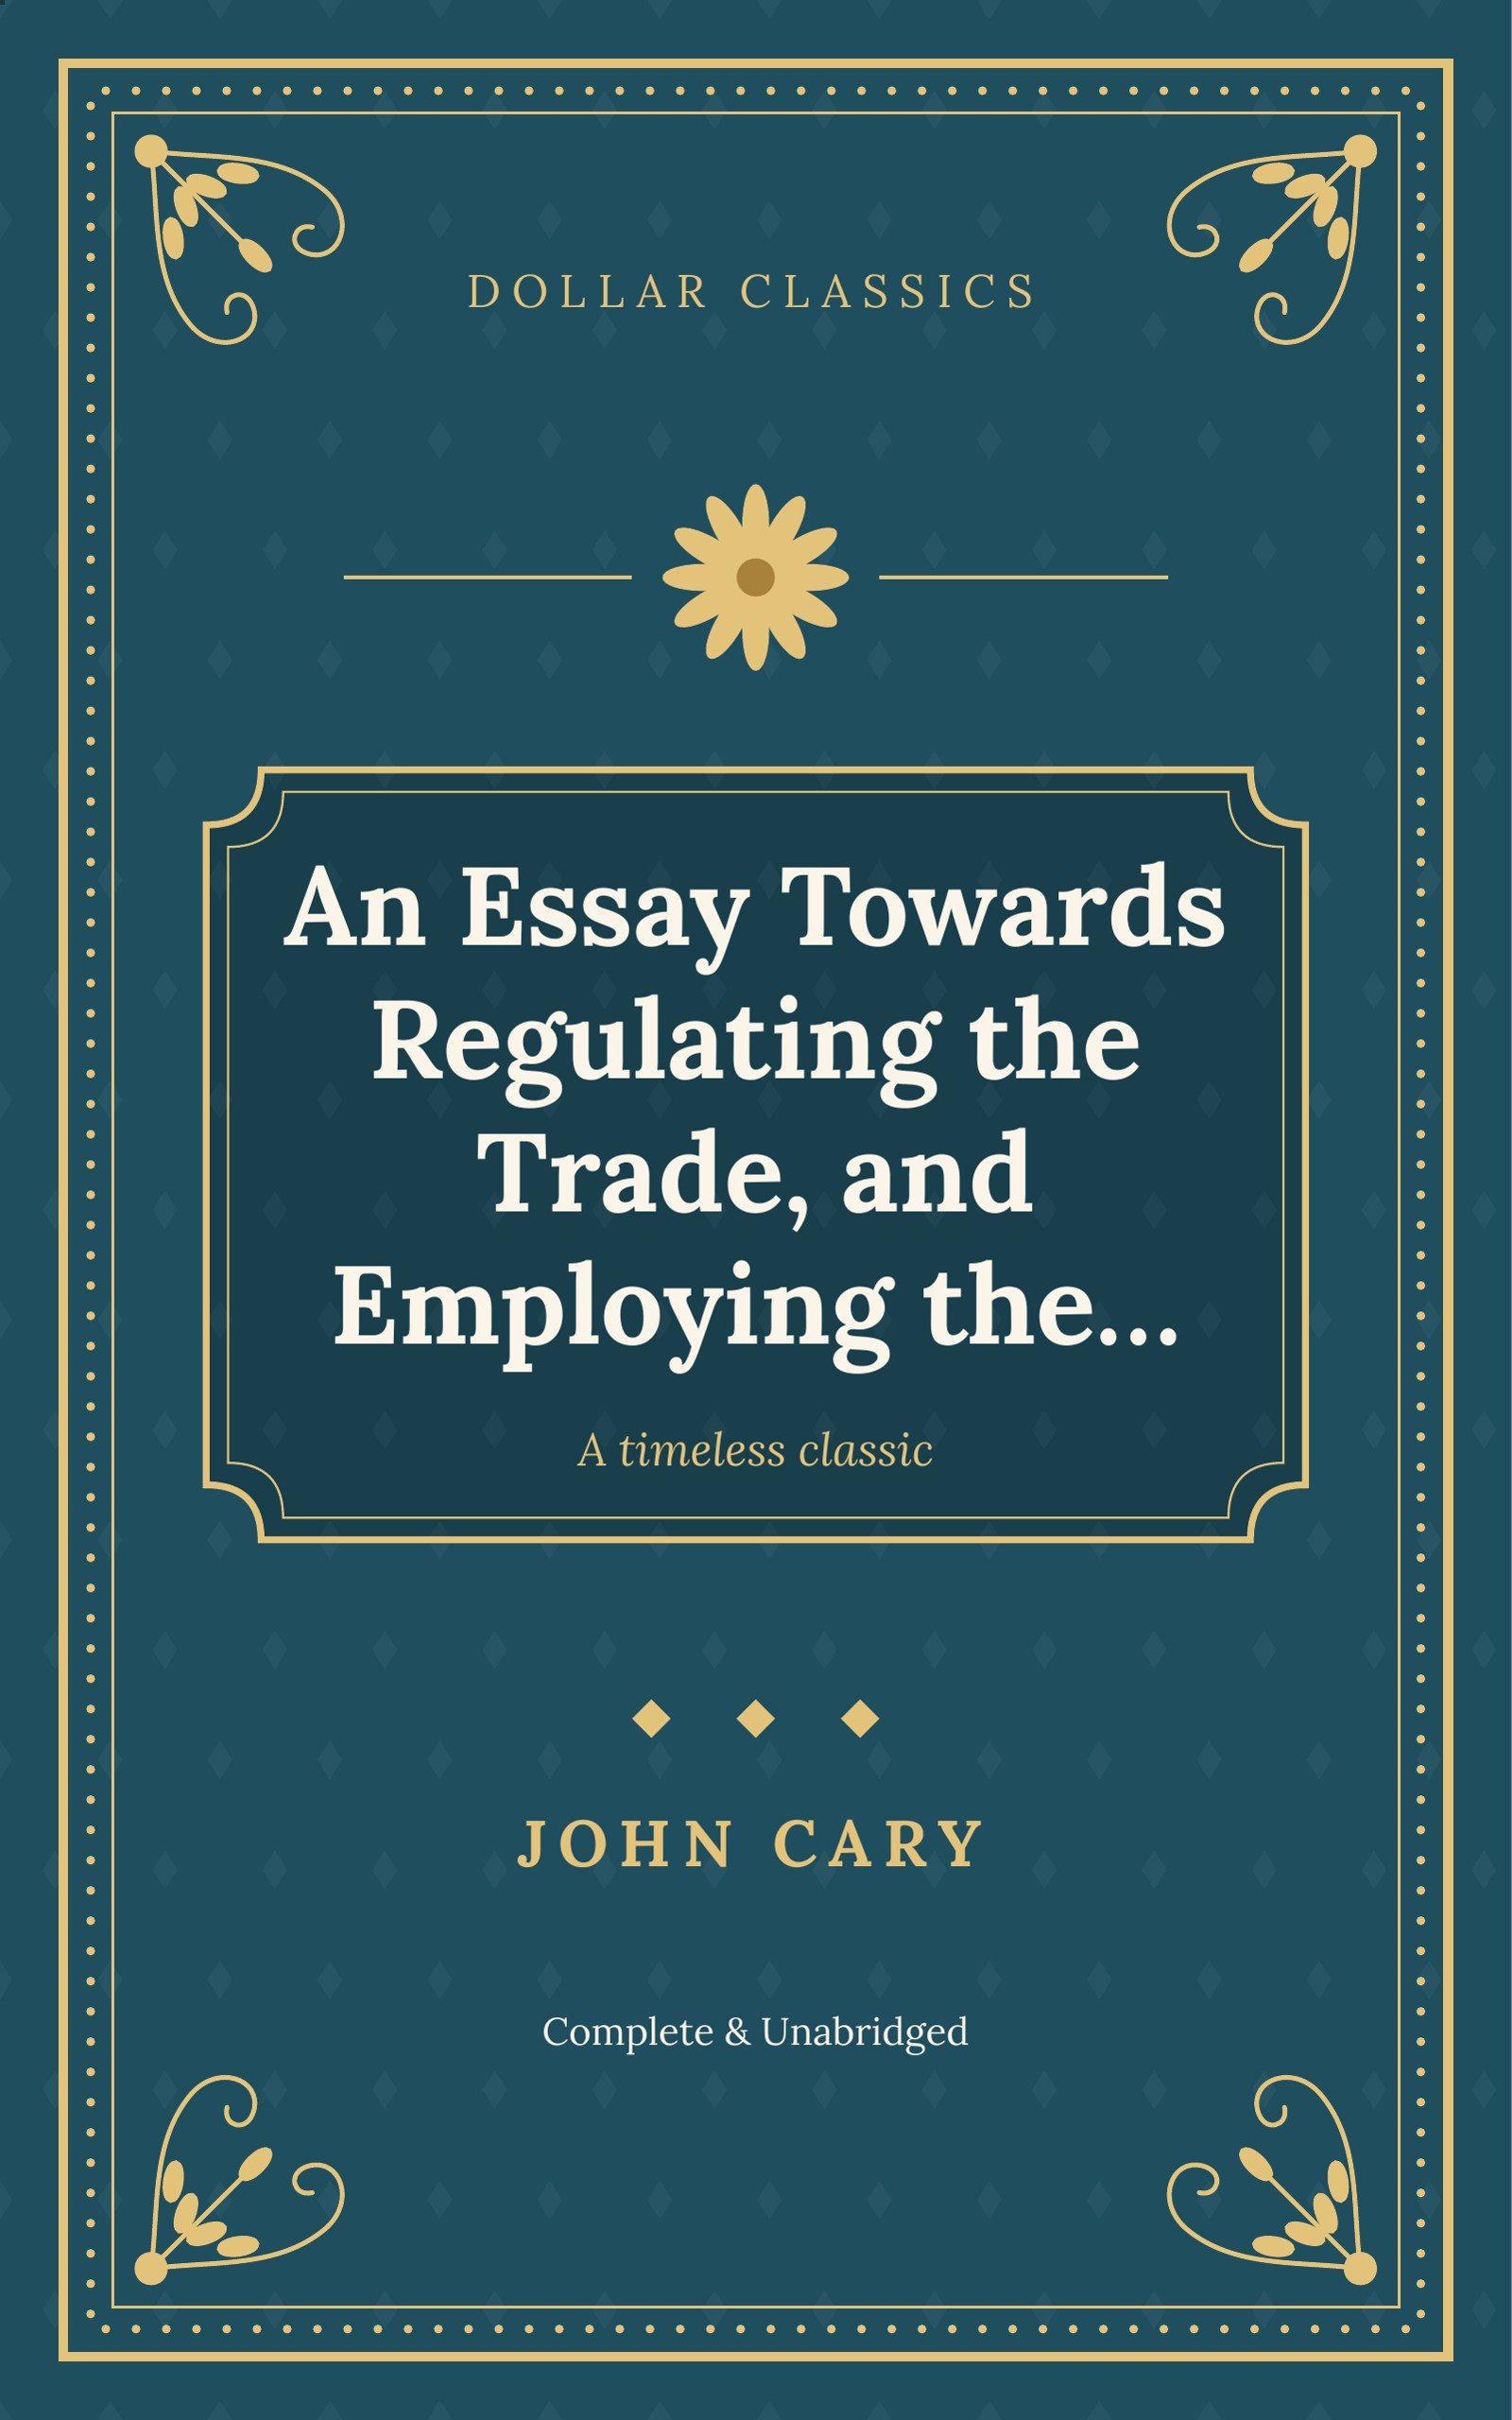 DOLLAR CLASSICS
An Essay Towards
Regulating the
Trade, and
Employing the...
A timeless classic
JOHN CARY
Complete & Unabridged